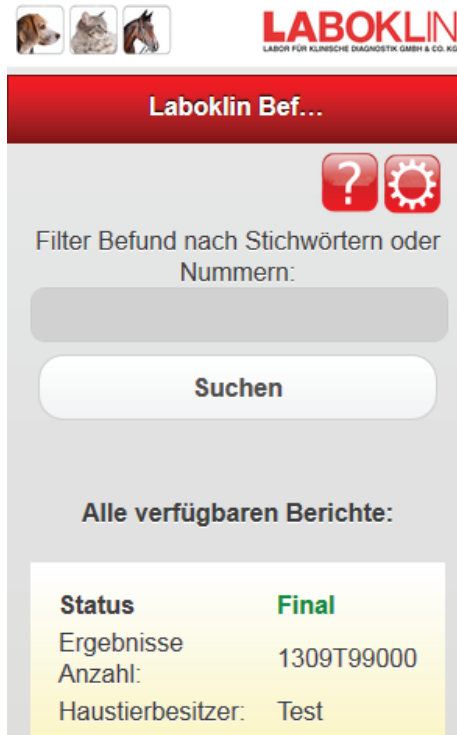 LABOKLIN
LABOR FÜR KLINISCHE DIAGNOSTIK GMBH & CO. KG
Laboklin Bef...
?
Filter Befund nach Stichwörtern oder
Nummern:
Suchen
Alle verfügbaren Berichte:
Status Final
Ergebnisse
Anzahl: 1309T99000
Haustierbesitzer: Test